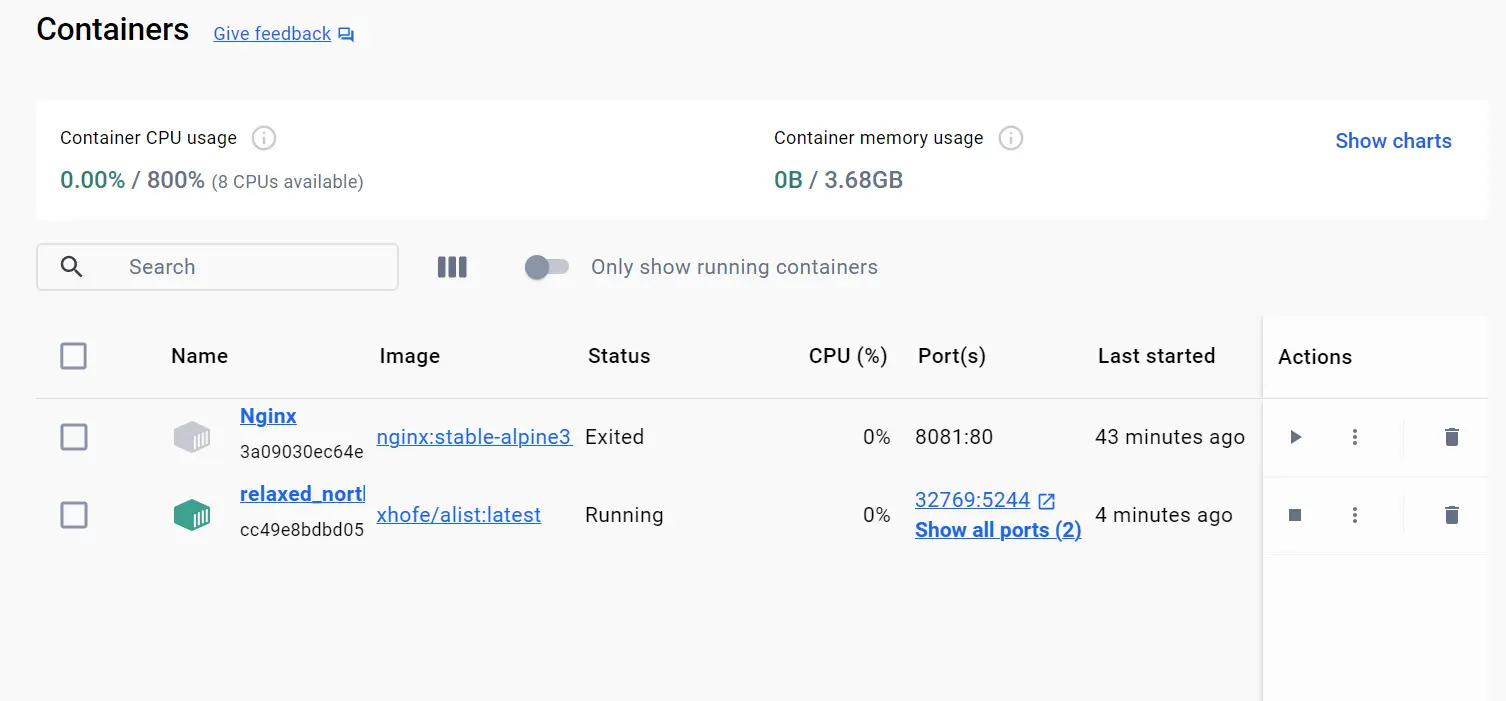 Containers Give feedback
Container CPU usage
0.00% / 800% (8 CPUs available)
Container memory usage
0B / 3.68GB
Show charts
Search
Only show running containers
Name Image Status CPU (%) Port(s) Last started Actions
Nginx
3a09030ec64e
nginx:stable-alpine3 Exited 0% 8081:80 43 minutes ago
relaxed_nort
cc49e8bdbd05
xhofe/alist:latest Running 0% 32769:5244
Show all ports (2)
4 minutes ago